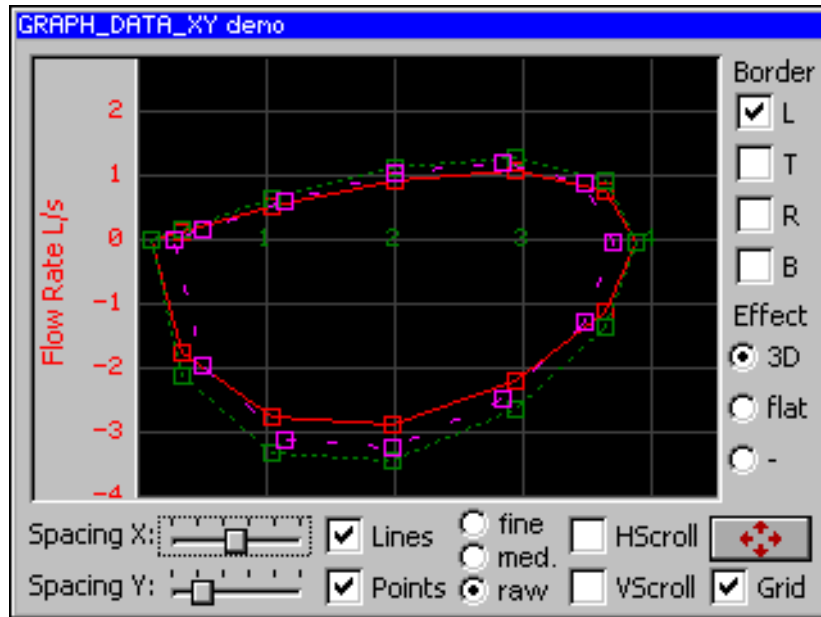 GRAPH_DATA_XY demo
Flow Rate L/s
2
1
0
-1
-2
-3
-4
1 2 3 4
Border
L
T
R
B
Effect
3D
flat
-
Spacing X:
Spacing Y:
Lines
Points
fine
med.
raw
HScroll
VScroll
Grid